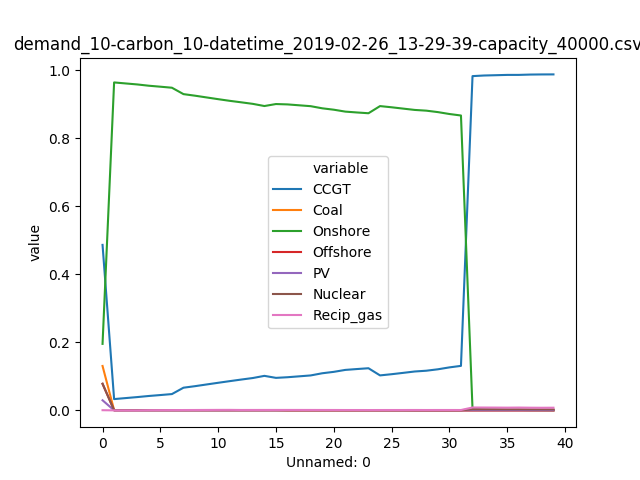 demand_10-carbon_10-datetime_2019-02-26_13-29-39-capacity_40000.csv
1.0
0.8
0.6
0.4
0.2
0.0
value
variable
CCGT
Coal
Onshore
Offshore
PV
Nuclear
Recip_gas
0 5 10 15 20 25 30 35 40
Unnamed: 0